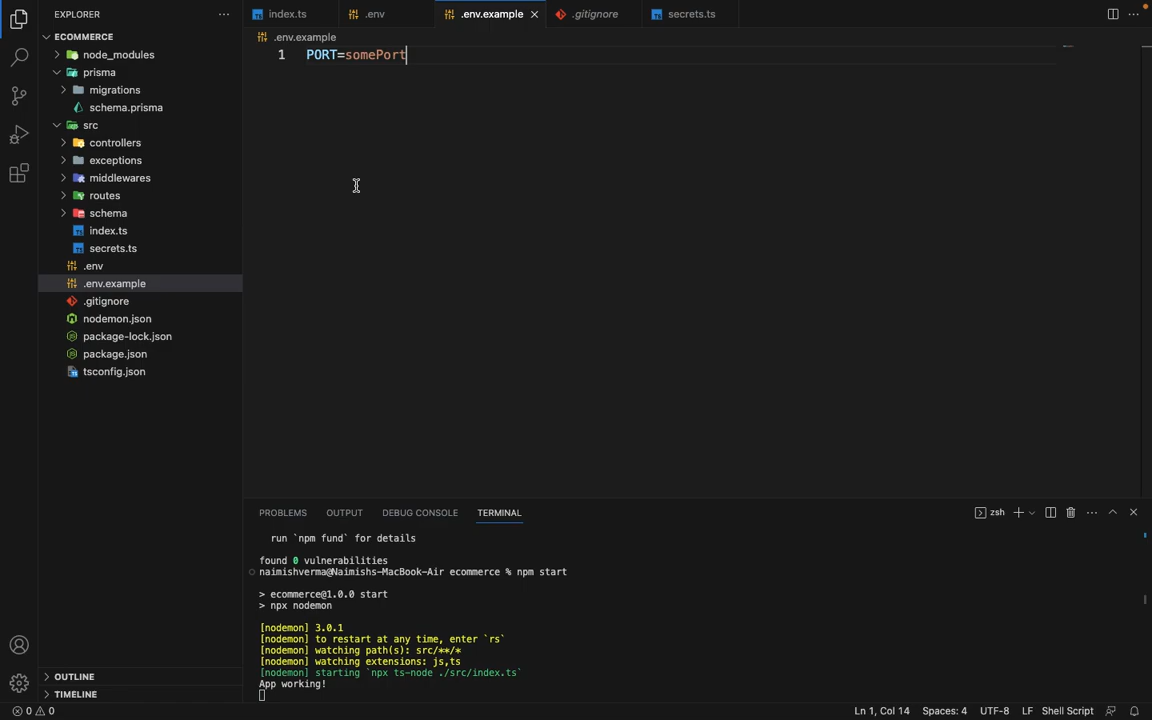 EXPLORER
index.ts
.env
.env.example
.gitignore
secrets.ts
ECOMMERCE
.env.example
node_modules
1 PORT=somePort
prisma
migrations
schema.prisma
src
controllers
exceptions
middlewares
routes
schema
index.ts
secrets.ts
.env
.env.example
.gitignore
nodemon.json
package-lock.json
package.json
tsconfig.json
PROBLEMS OUTPUT DEBUG CONSOLE TERMINAL
zsh
run `npm fund` for details
found 0 vulnerabilities
naimishverma@Naimishs-MacBook-Air ecommerce % npm start
> ecommerce@1.0.0 start
> npx nodemon
[nodemon] 3.0.1
[nodemon] to restart at any time, enter `rs`
[nodemon] watching path(s): src/**/*
[nodemon] watching extensions: js,ts
[nodemon] starting `npx ts-node ./src/index.ts`
App working!
OUTLINE
TIMELINE
0 0
Ln 1, Col 14 Spaces: 4 UTF-8 LF Shell Script